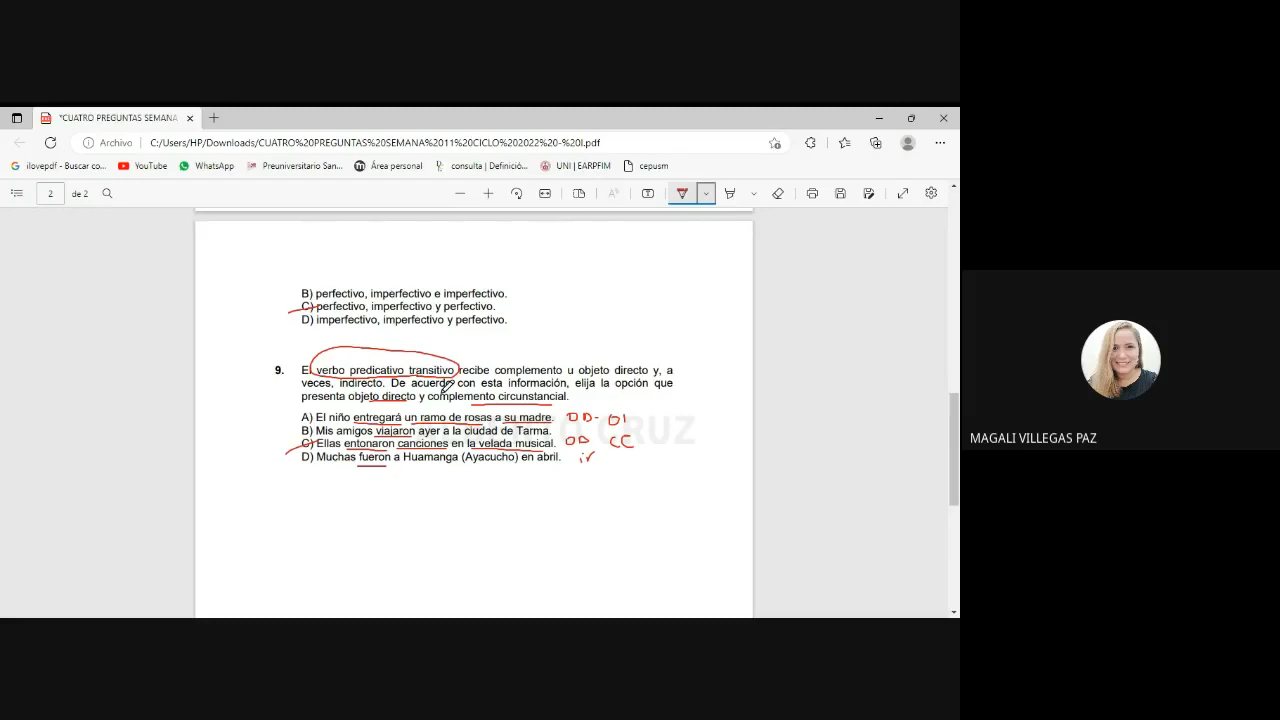 *CUATRO PREGUNTAS SEMANA
Archivo C:/Users/HP/Downloads/CUATRO%20PREGUNTAS%20SEMANA%2011%20CICLO%202022%20-%20I.pdf
ilovepdf - Buscar co... YouTube WhatsApp Preuniversitario San... Área personal consulta | Definició... UNI | EARPFIM cepusm
2 de 2
B) perfectivo, imperfectivo e imperfectivo.
C) perfectivo, imperfectivo y perfectivo.
D) imperfectivo, imperfectivo y perfectivo.
9. El verbo predicativo transitivo recibe complemento u objeto directo y, a
veces, indirecto. De acuerdo con esta información, elija la opción que
presenta objeto directo y complemento circunstancial.
A) El niño entregará un ramo de rosas a su madre. OD- OI
B) Mis amigos viajaron ayer a la ciudad de Tarma.
C) Ellas entonaron canciones en la velada musical. OD CC
D) Muchas fueron a Huamanga (Ayacucho) en abril. ir
CRUZ
MAGALI VILLEGAS PAZ